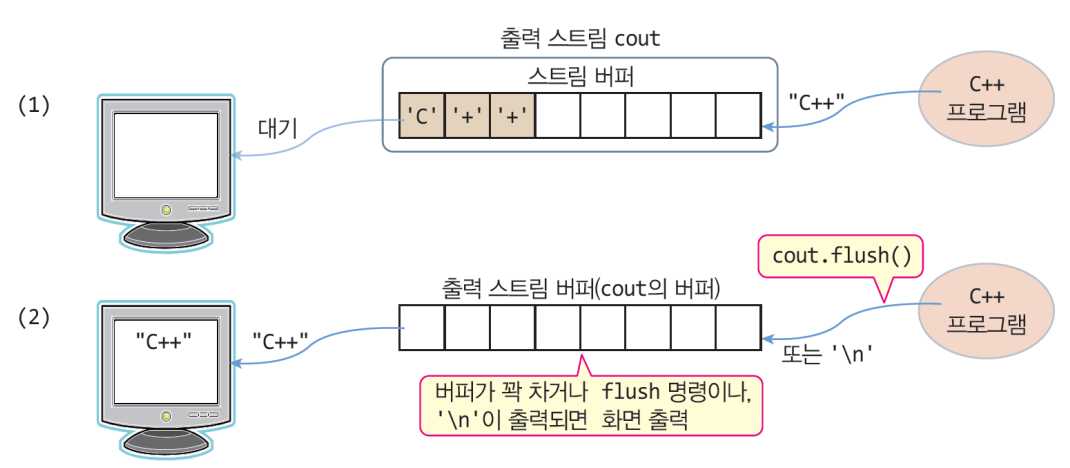 출력 스트림 cout
스트림 버퍼
(1)
대기
'C' '+' '+'
"C++"
C++
프로그램
cout.flush()
출력 스트림 버퍼(cout의 버퍼)
(2)
"C++"
"C++"
C++
프로그램
또는 '\n'
버퍼가 꽉 차거나 flush 명령이나,
'\n'이 출력되면 화면 출력